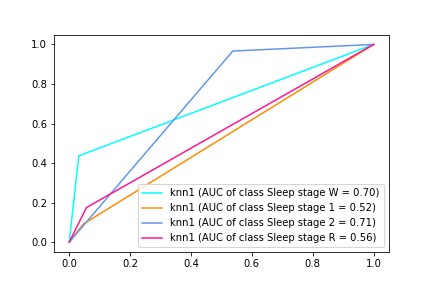 1.0
0.8
0.6
0.4
0.2
0.0
knn1 (AUC of class Sleep stage W = 0.70)
knn1 (AUC of class Sleep stage 1 = 0.52)
knn1 (AUC of class Sleep stage 2 = 0.71)
knn1 (AUC of class Sleep stage R = 0.56)
0.0 0.2 0.4 0.6 0.8 1.0